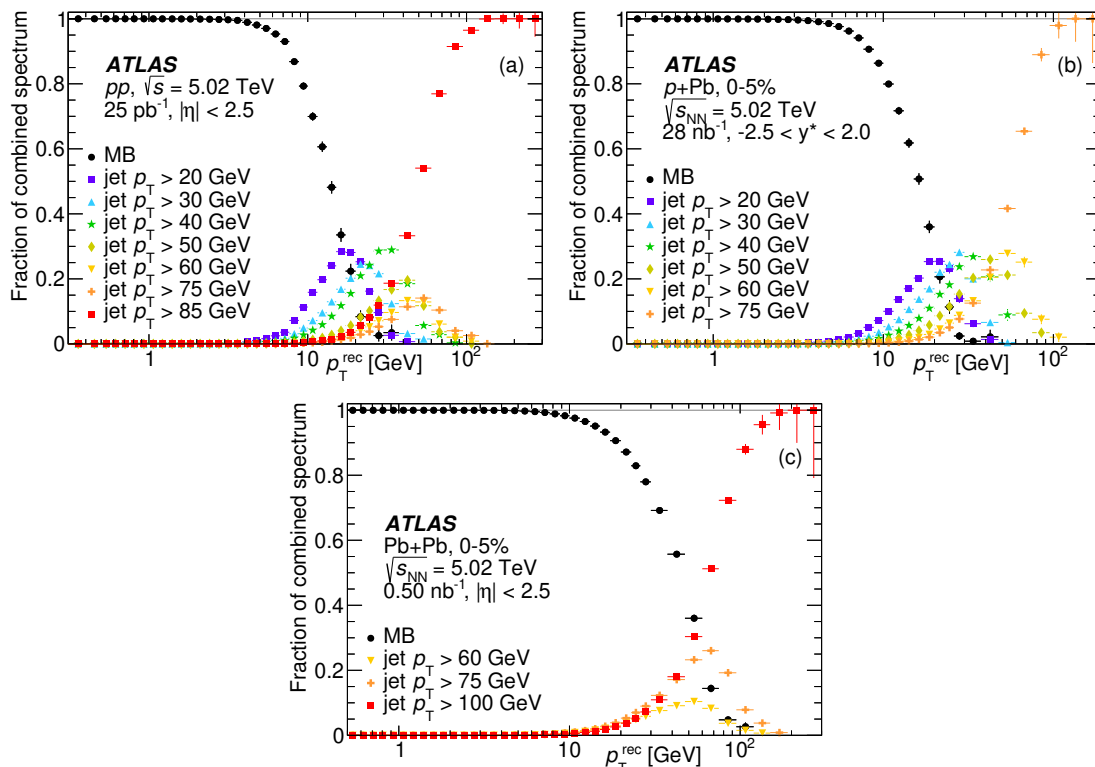 Fraction of combined spectrum
1
0.8
0.6
0.4
0.2
0
ATLAS
(a)
pp, √s = 5.02 TeV
25 pb⁻¹, |η| < 2.5
MB
jet p_T > 20 GeV
jet p_T > 30 GeV
jet p_T > 40 GeV
jet p_T > 50 GeV
jet p_T > 60 GeV
jet p_T > 75 GeV
jet p_T > 85 GeV
1 10 10²
p_T^rec [GeV]
Fraction of combined spectrum
1
0.8
0.6
0.4
0.2
0
ATLAS
(b)
p+Pb, 0-5%
√s_NN = 5.02 TeV
28 nb⁻¹, -2.5 < y* < 2.0
MB
jet p_T > 20 GeV
jet p_T > 30 GeV
jet p_T > 40 GeV
jet p_T > 50 GeV
jet p_T > 60 GeV
jet p_T > 75 GeV
1 10 10²
p_T^rec [GeV]
Fraction of combined spectrum
1
0.8
0.6
0.4
0.2
0
(c)
ATLAS
Pb+Pb, 0-5%
√s_NN = 5.02 TeV
0.50 nb⁻¹, |η| < 2.5
MB
jet p_T > 60 GeV
jet p_T > 75 GeV
jet p_T > 100 GeV
1 10 10²
p_T^rec [GeV]